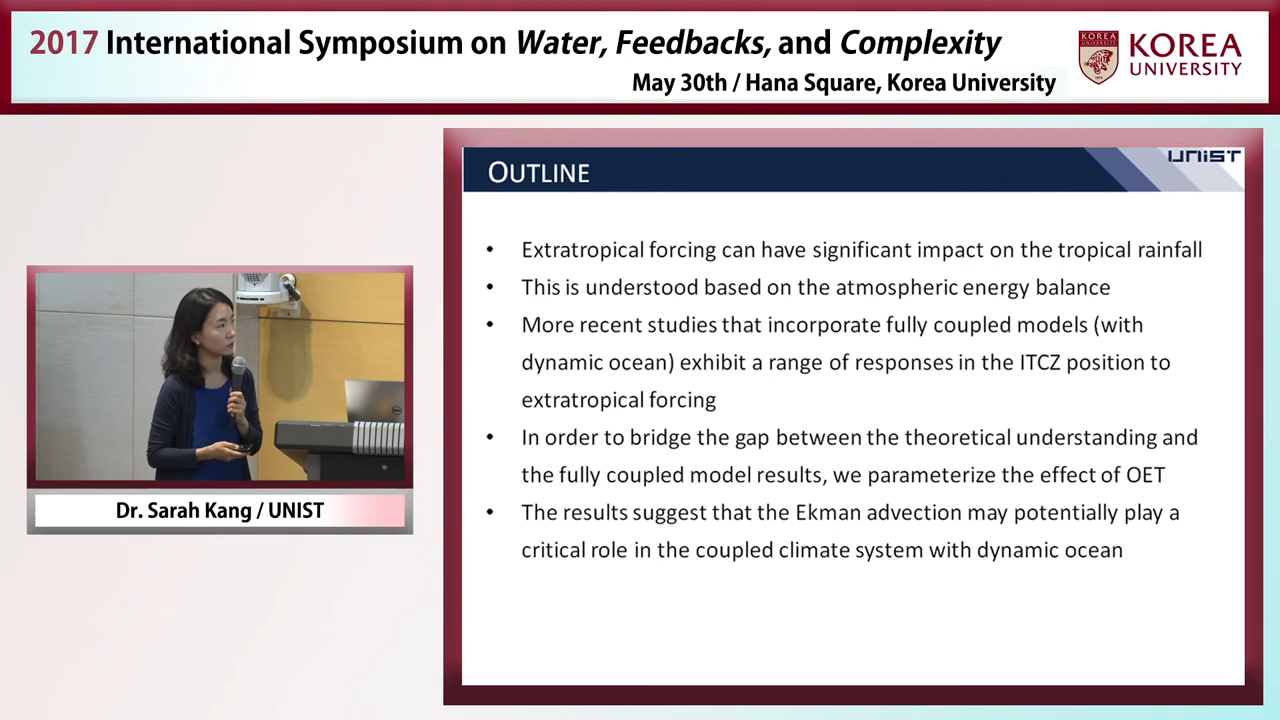 2017 International Symposium on Water, Feedbacks, and Complexity
May 30th / Hana Square, Korea University
KOREA
UNIVERSITY
OUTLINE
UNIST
• Extratropical forcing can have significant impact on the tropical rainfall
• This is understood based on the atmospheric energy balance
• More recent studies that incorporate fully coupled models (with
dynamic ocean) exhibit a range of responses in the ITCZ position to
extratropical forcing
• In order to bridge the gap between the theoretical understanding and
the fully coupled model results, we parameterize the effect of OET
• The results suggest that the Ekman advection may potentially play a
critical role in the coupled climate system with dynamic ocean
Dr. Sarah Kang / UNIST